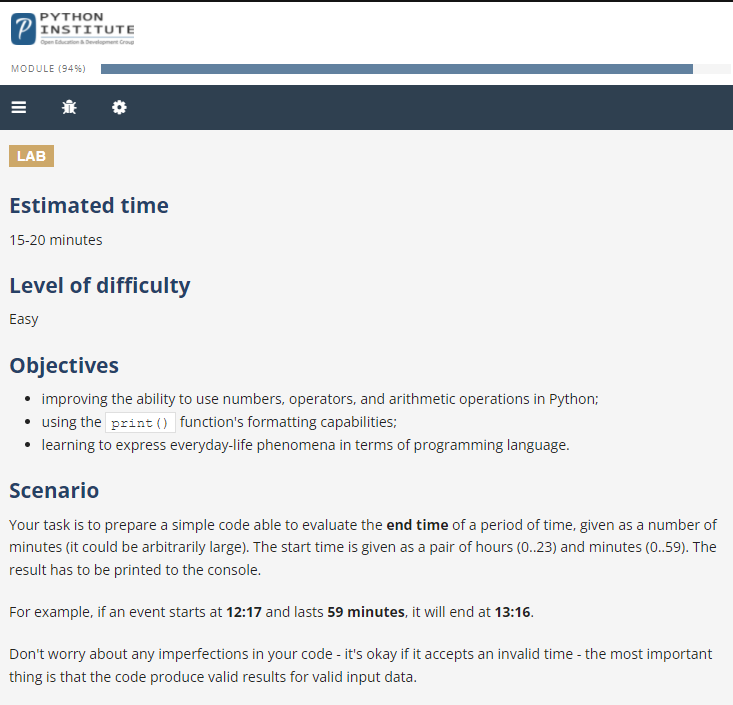 PYTHON
INSTITUTE
Open Education & Development Group
MODULE (94%)
LAB
Estimated time
15-20 minutes
Level of difficulty
Easy
Objectives
• improving the ability to use numbers, operators, and arithmetic operations in Python;
• using the print() function's formatting capabilities;
• learning to express everyday-life phenomena in terms of programming language.
Scenario
Your task is to prepare a simple code able to evaluate the end time of a period of time, given as a number of
minutes (it could be arbitrarily large). The start time is given as a pair of hours (0..23) and minutes (0..59). The
result has to be printed to the console.
For example, if an event starts at 12:17 and lasts 59 minutes, it will end at 13:16.
Don't worry about any imperfections in your code - it's okay if it accepts an invalid time - the most important
thing is that the code produce valid results for valid input data.